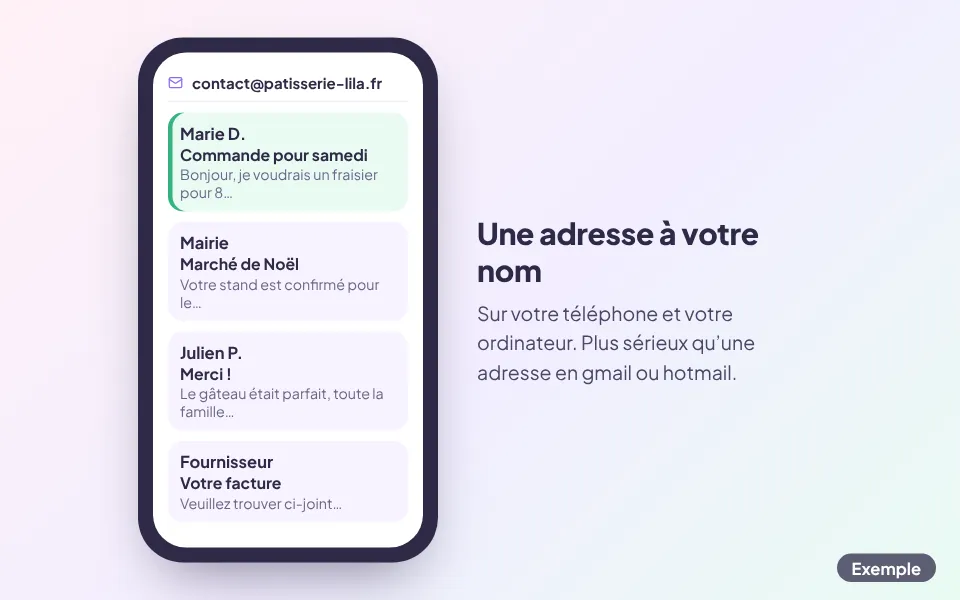 contact@patisserie-lila.fr
Marie D.
Commande pour samedi
Bonjour, je voudrais un fraisier
pour 8…
Mairie
Marché de Noël
Votre stand est confirmé pour
le…
Julien P.
Merci !
Le gâteau était parfait, toute la
famille…
Fournisseur
Votre facture
Veuillez trouver ci-joint…
Une adresse à votre
nom
Sur votre téléphone et votre
ordinateur. Plus sérieux qu’une
adresse en gmail ou hotmail.
Exemple